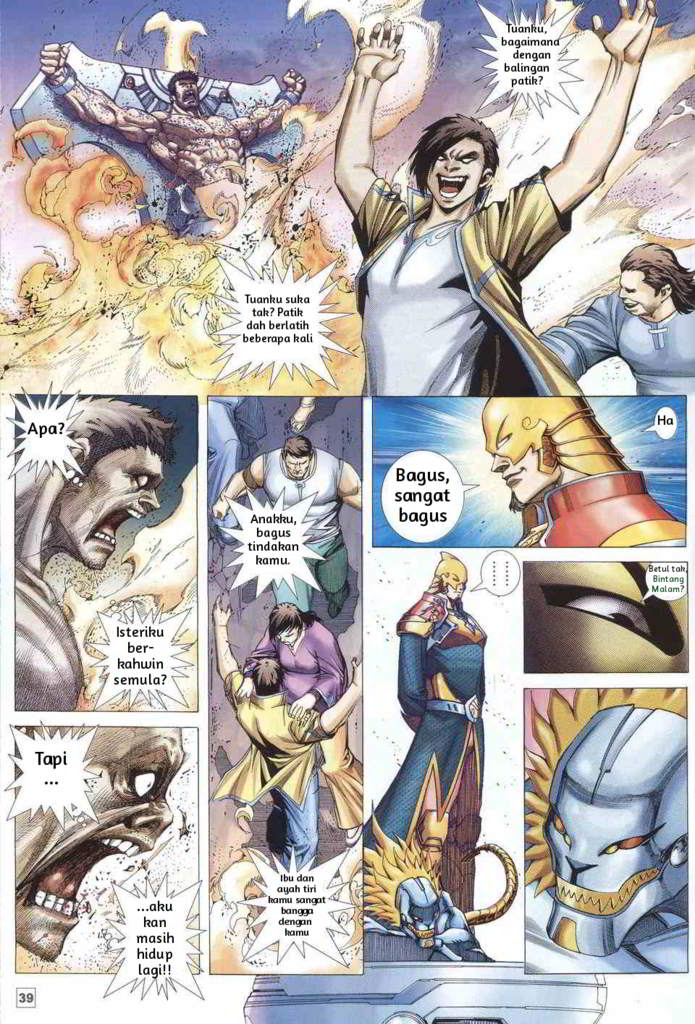 Tuanku,
bagaimana
dengan
balingan
patik?
Tuanku suka
tak? Patik
dah berlatih
beberapa kali
Apa?
Isteriku
ber-
kahwin
semula?
Tapi
...
...aku
kan
masih
hidup
lagi!!
Anakku,
bagus
tindakan
kamu.
Ibu dan
ayah tiri
kamu sangat
bangga
dengan
kamu
Ha
Bagus,
sangat
bagus
...
...
Betul tak,
Bintang
Malam?
39